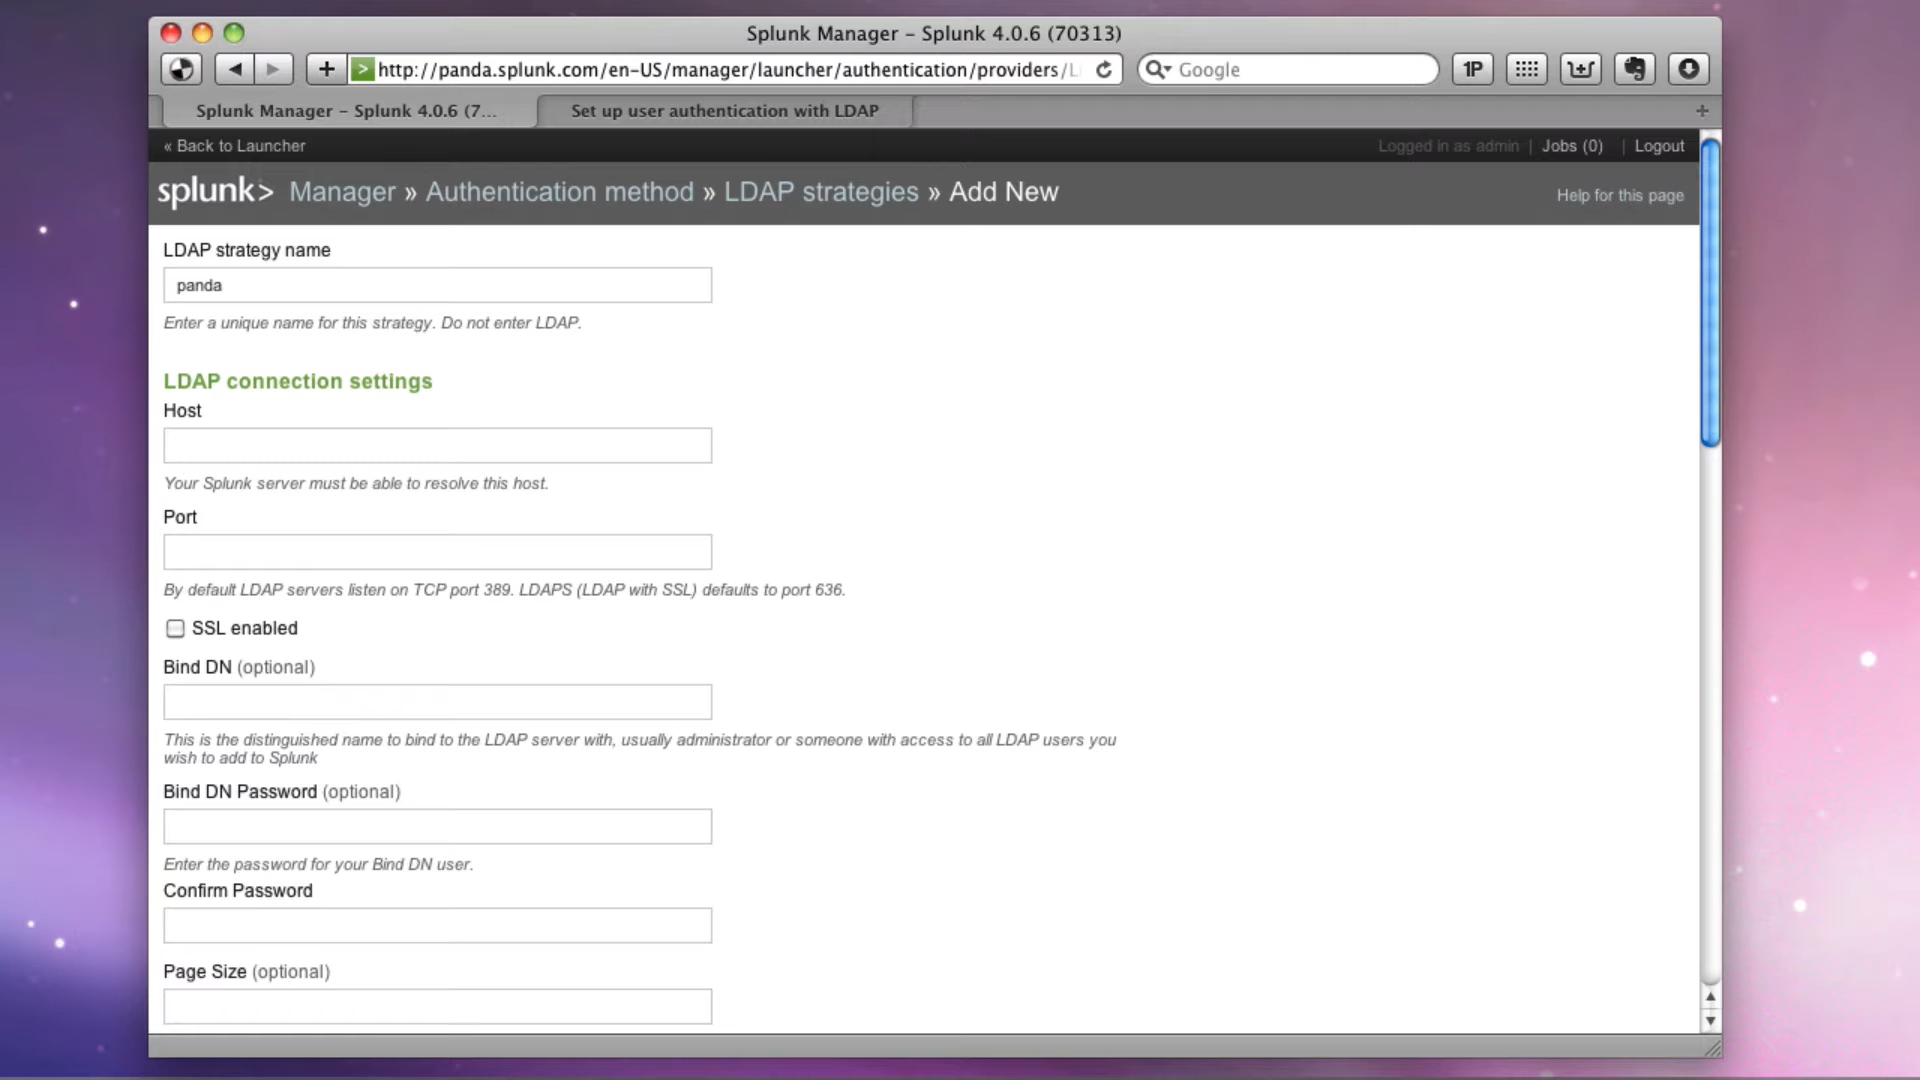 Splunk Manager – Splunk 4.0.6 (70313)
http://panda.splunk.com/en-US/manager/launcher/authentication/providers/L
Google
1P
Splunk Manager – Splunk 4.0.6 (7...
Set up user authentication with LDAP
« Back to Launcher
Logged in as admin | Jobs (0) | Logout
splunk> Manager » Authentication method » LDAP strategies » Add New
Help for this page
LDAP strategy name
panda
Enter a unique name for this strategy. Do not enter LDAP.
LDAP connection settings
Host
Your Splunk server must be able to resolve this host.
Port
By default LDAP servers listen on TCP port 389. LDAPS (LDAP with SSL) defaults to port 636.
SSL enabled
Bind DN (optional)
This is the distinguished name to bind to the LDAP server with, usually administrator or someone with access to all LDAP users you
wish to add to Splunk
Bind DN Password (optional)
Enter the password for your Bind DN user.
Confirm Password
Page Size (optional)